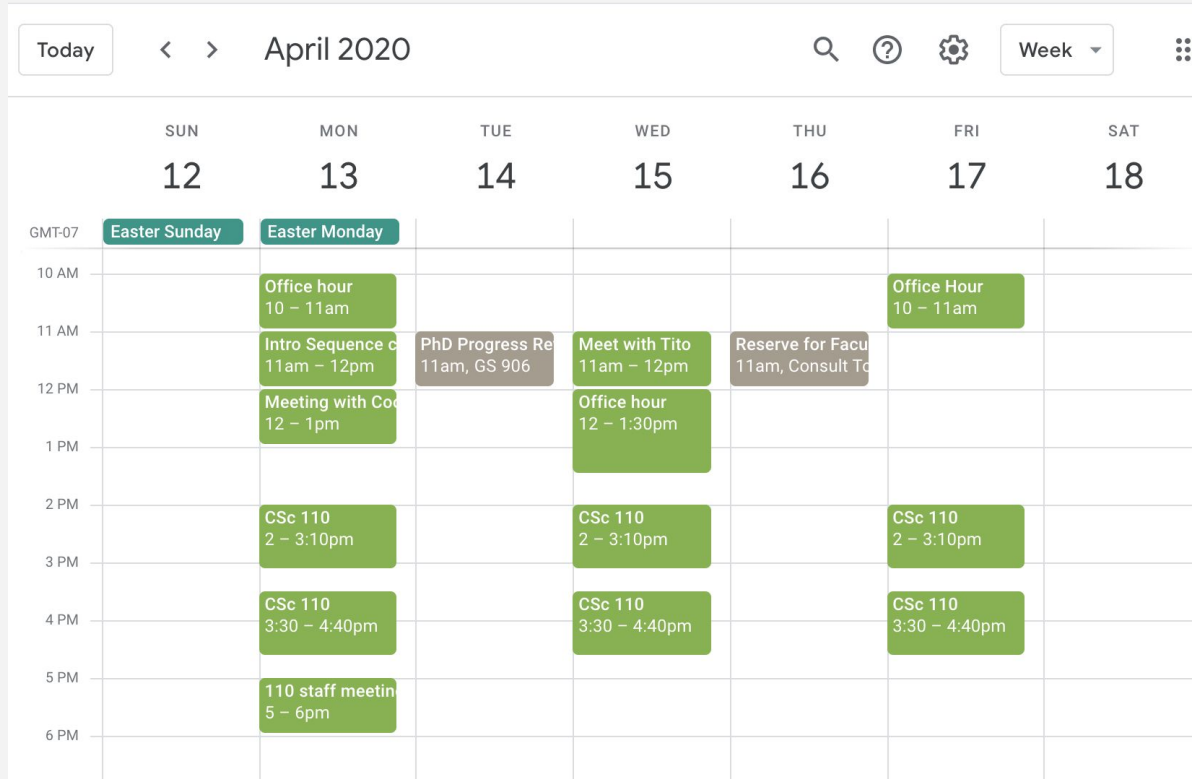 Today
April 2020
Week
SUN MON TUE WED THU FRI SAT
12 13 14 15 16 17 18
GMT-07
Easter Sunday
Easter Monday
10 AM
11 AM
12 PM
1 PM
2 PM
3 PM
4 PM
5 PM
6 PM
Office hour
10 – 11am
Intro Sequence c
11am – 12pm
Meeting with Coo
12 – 1pm
CSc 110
2 – 3:10pm
CSc 110
3:30 – 4:40pm
110 staff meetin
5 – 6pm
PhD Progress Re
11am, GS 906
Meet with Tito
11am – 12pm
Office hour
12 – 1:30pm
CSc 110
2 – 3:10pm
CSc 110
3:30 – 4:40pm
Reserve for Facu
11am, Consult To
Office Hour
10 – 11am
CSc 110
2 – 3:10pm
CSc 110
3:30 – 4:40pm